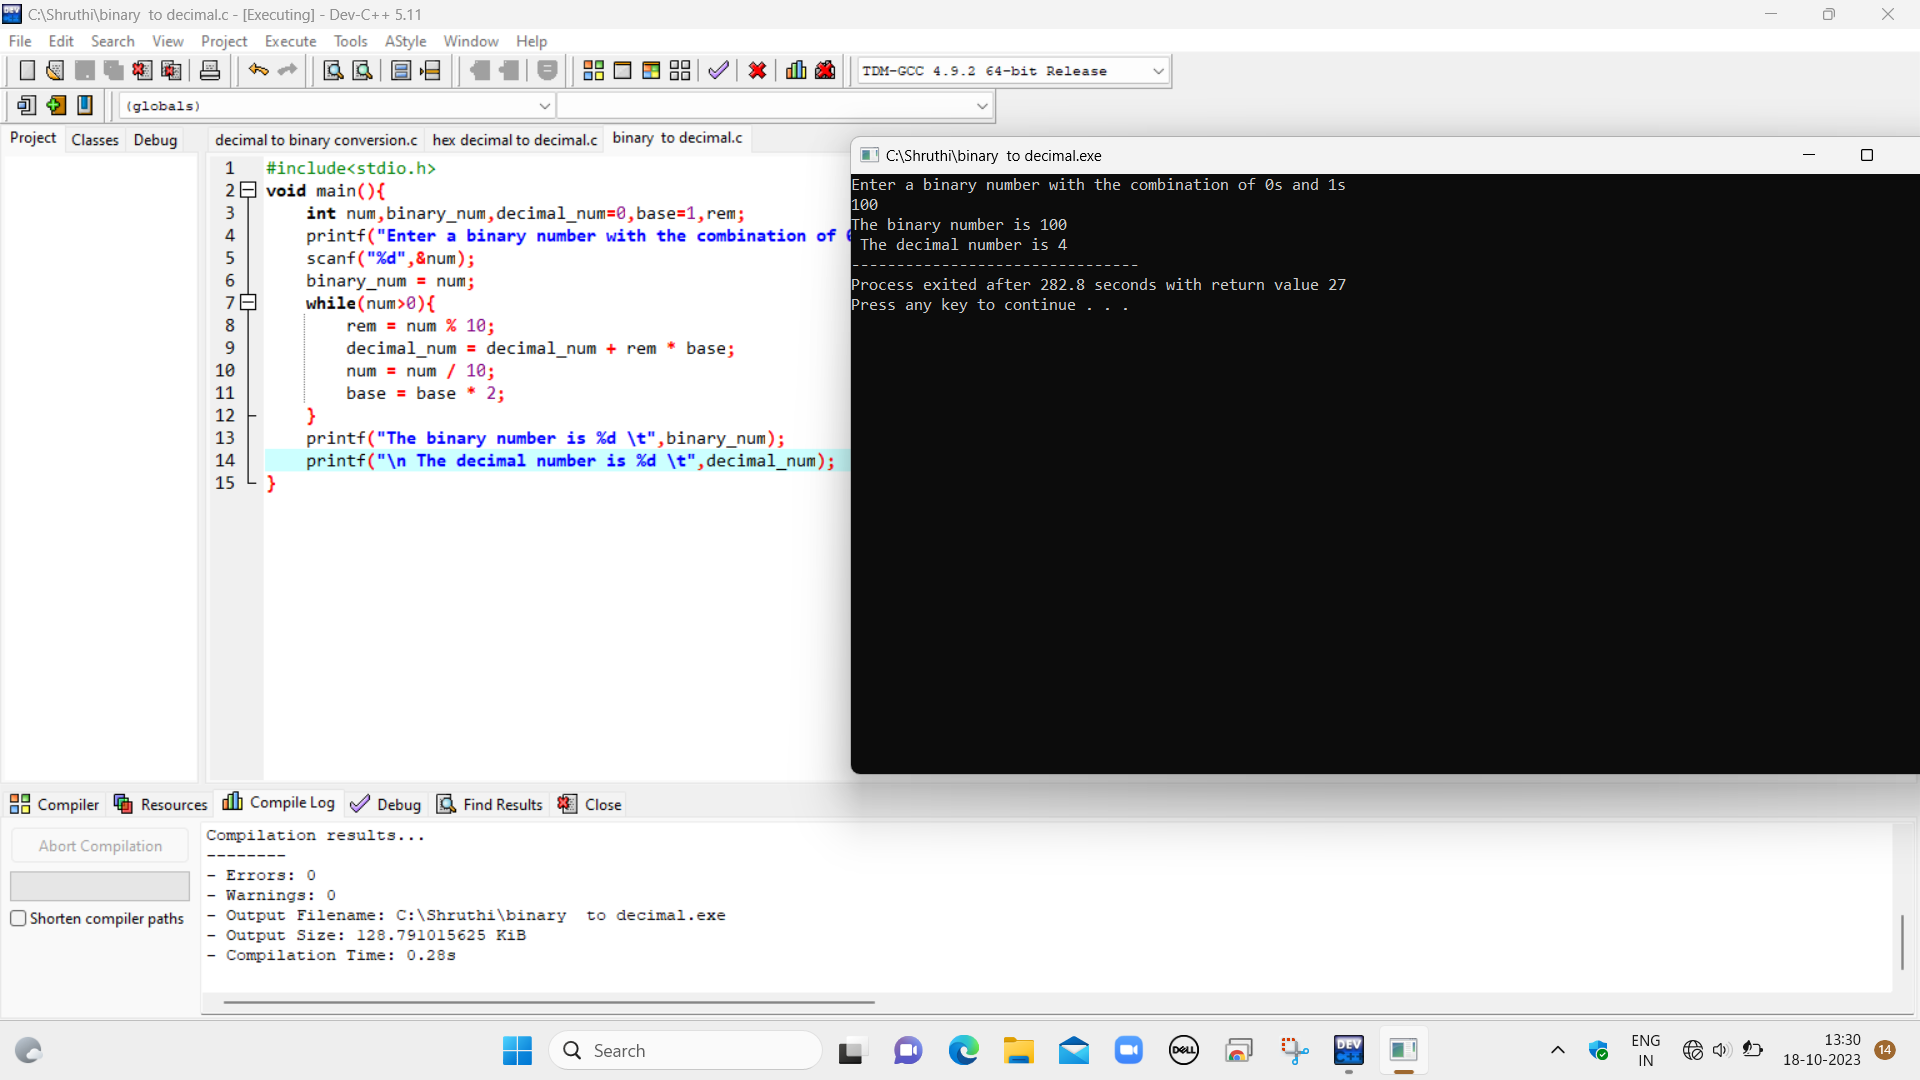 C:\Shruthi\binary  to decimal.c - [Executing] - Dev-C++ 5.11
File Edit Search View Project Execute Tools AStyle Window Help
TDM-GCC 4.9.2 64-bit Release
(globals)
Project Classes Debug
decimal to binary conversion.c hex decimal to decimal.c binary  to decimal.c
1 #include<stdio.h>
2 void main(){
3 int num,binary_num,decimal_num=0,base=1,rem;
4 printf("Enter a binary number with the combination of
5 scanf("%d",&num);
6 binary_num = num;
7 while(num>0){
8 rem = num % 10;
9 decimal_num = decimal_num + rem * base;
10 num = num / 10;
11 base = base * 2;
12 }
13 printf("The binary number is %d \t",binary_num);
14 printf("\n The decimal number is %d \t",decimal_num);
15 }
C:\Shruthi\binary  to decimal.exe
Enter a binary number with the combination of 0s and 1s
100
The binary number is 100
The decimal number is 4
--------------------------------
Process exited after 282.8 seconds with return value 27
Press any key to continue . . .
Compiler Resources Compile Log Debug Find Results Close
Abort Compilation
Shorten compiler paths
Compilation results...
--------
- Errors: 0
- Warnings: 0
- Output Filename: C:\Shruthi\binary  to decimal.exe
- Output Size: 128.791015625 KiB
- Compilation Time: 0.28s
Search
DELL
DEV
C++
ENG
IN
13:30
18-10-2023
14